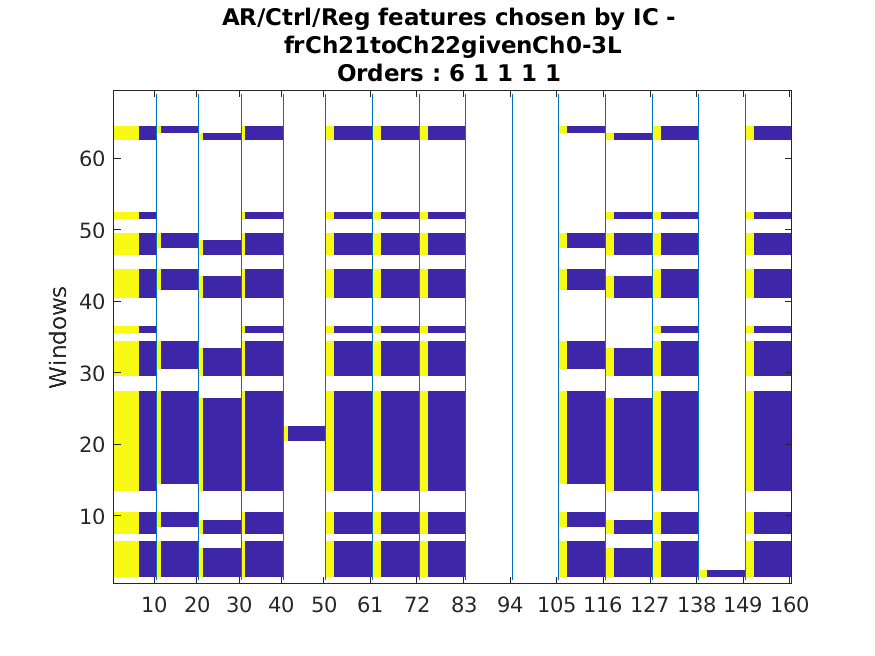 AR/Ctrl/Reg features chosen by IC -
frCh21toCh22givenCh0-3L
Orders : 6 1 1 1 1
Windows
60
50
40
30
20
10
10 20 30 40 50 61 72 83 94 105 116 127 138 149 160